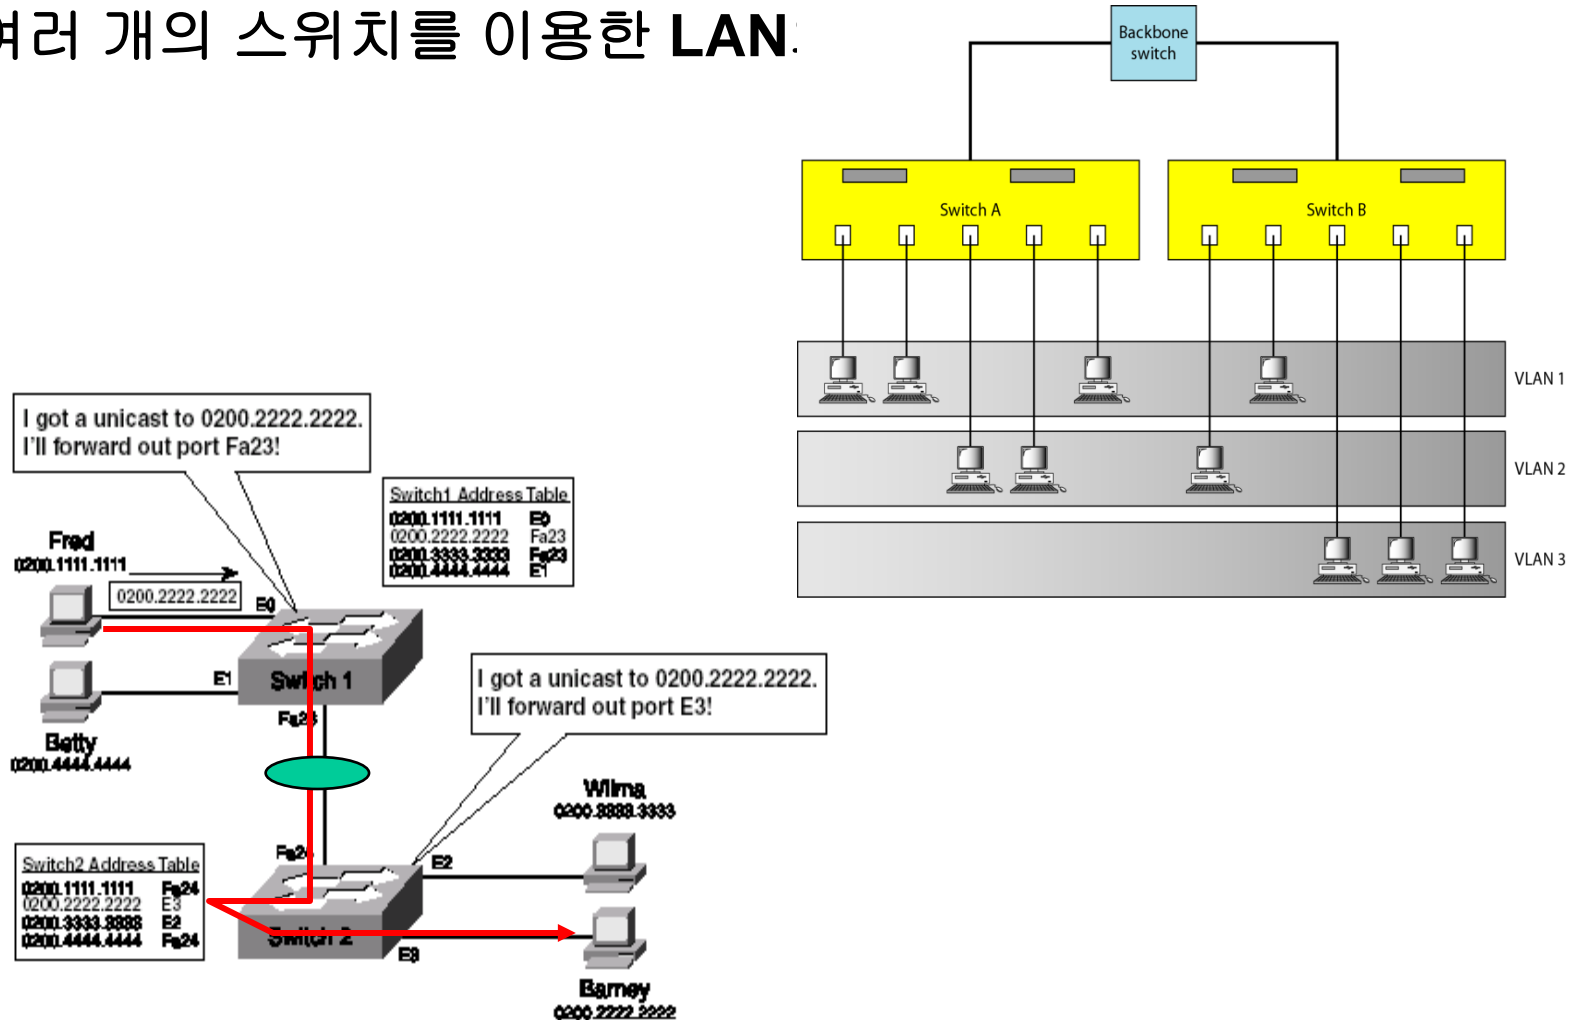 여러 개의 스위치를 이용한 LAN
Backbone
switch
Switch A
Switch B
VLAN 1
VLAN 2
VLAN 3
I got a unicast to 0200.2222.2222.
I'll forward out port Fa23!
Switch1 Address Table
0200.1111.1111 E0
0200.2222.2222 Fa23
0200.3333.3333 Fa23
0200.4444.4444 E1
Fred
0200.1111.1111
0200.2222.2222
E0
E1
Switch 1
Fa23
Betty
0200.4444.4444
I got a unicast to 0200.2222.2222.
I'll forward out port E3!
Wilma
0200.3333.3333
Switch2 Address Table
0200.1111.1111 Fa24
0200.2222.2222 E3
0200.3333.3333 E2
0200.4444.4444 Fa24
Fa24
E2
Switch 2
E3
Barney
0200.2222.2222